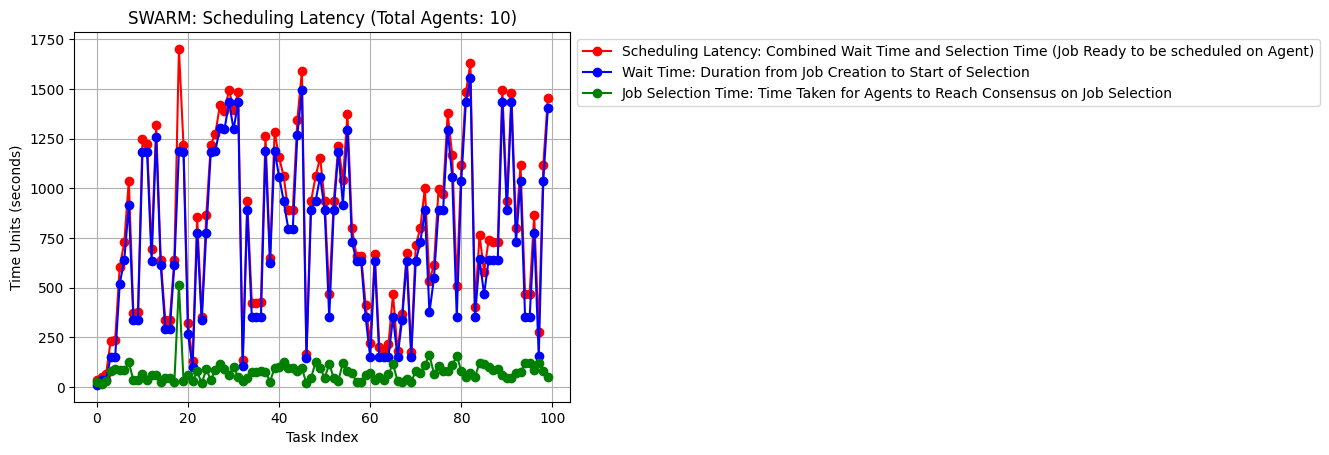 SWARM: Scheduling Latency (Total Agents: 10)
Scheduling Latency: Combined Wait Time and Selection Time (Job Ready to be scheduled on Agent)
Wait Time: Duration from Job Creation to Start of Selection
Job Selection Time: Time Taken for Agents to Reach Consensus on Job Selection
Time Units (seconds)
1750
1500
1250
1000
750
500
250
0
0 20 40 60 80 100
Task Index